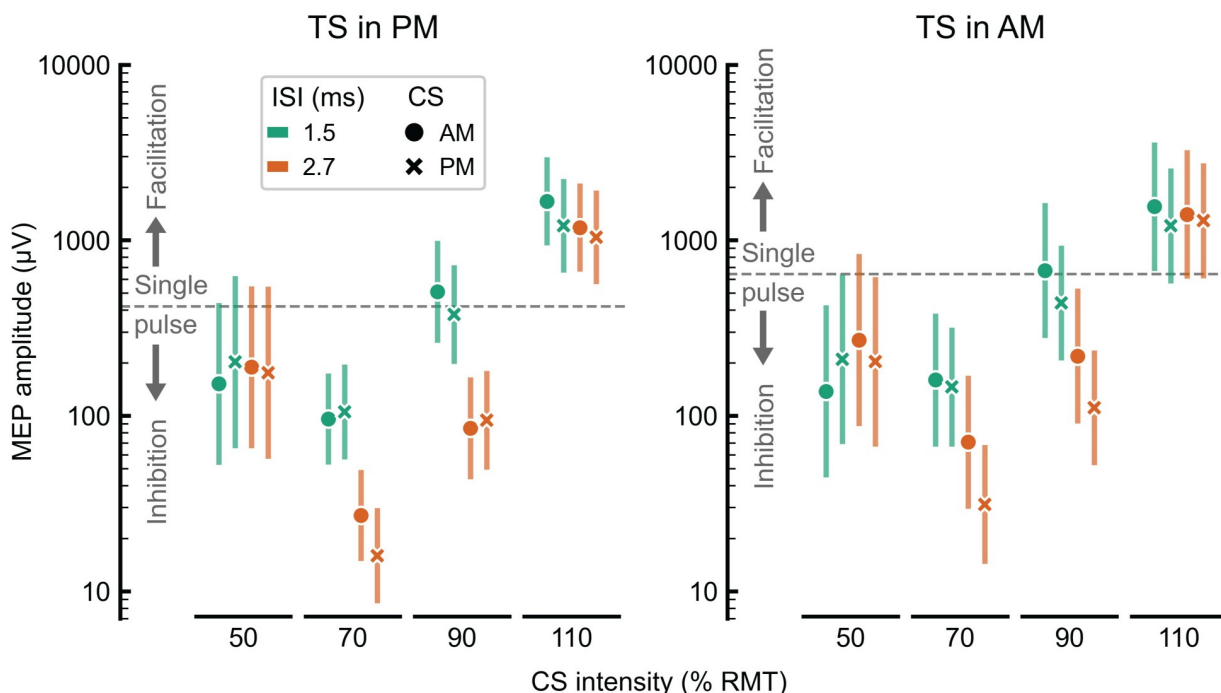 TS in PM
TS in AM
10000
1000
100
10
MEP amplitude (µV)
Facilitation
Single
pulse
Inhibition
ISI (ms)
CS
1.5
AM
2.7
PM
50
70
90
110
10000
1000
100
10
Facilitation
Single
pulse
Inhibition
50
70
90
110
CS intensity (% RMT)